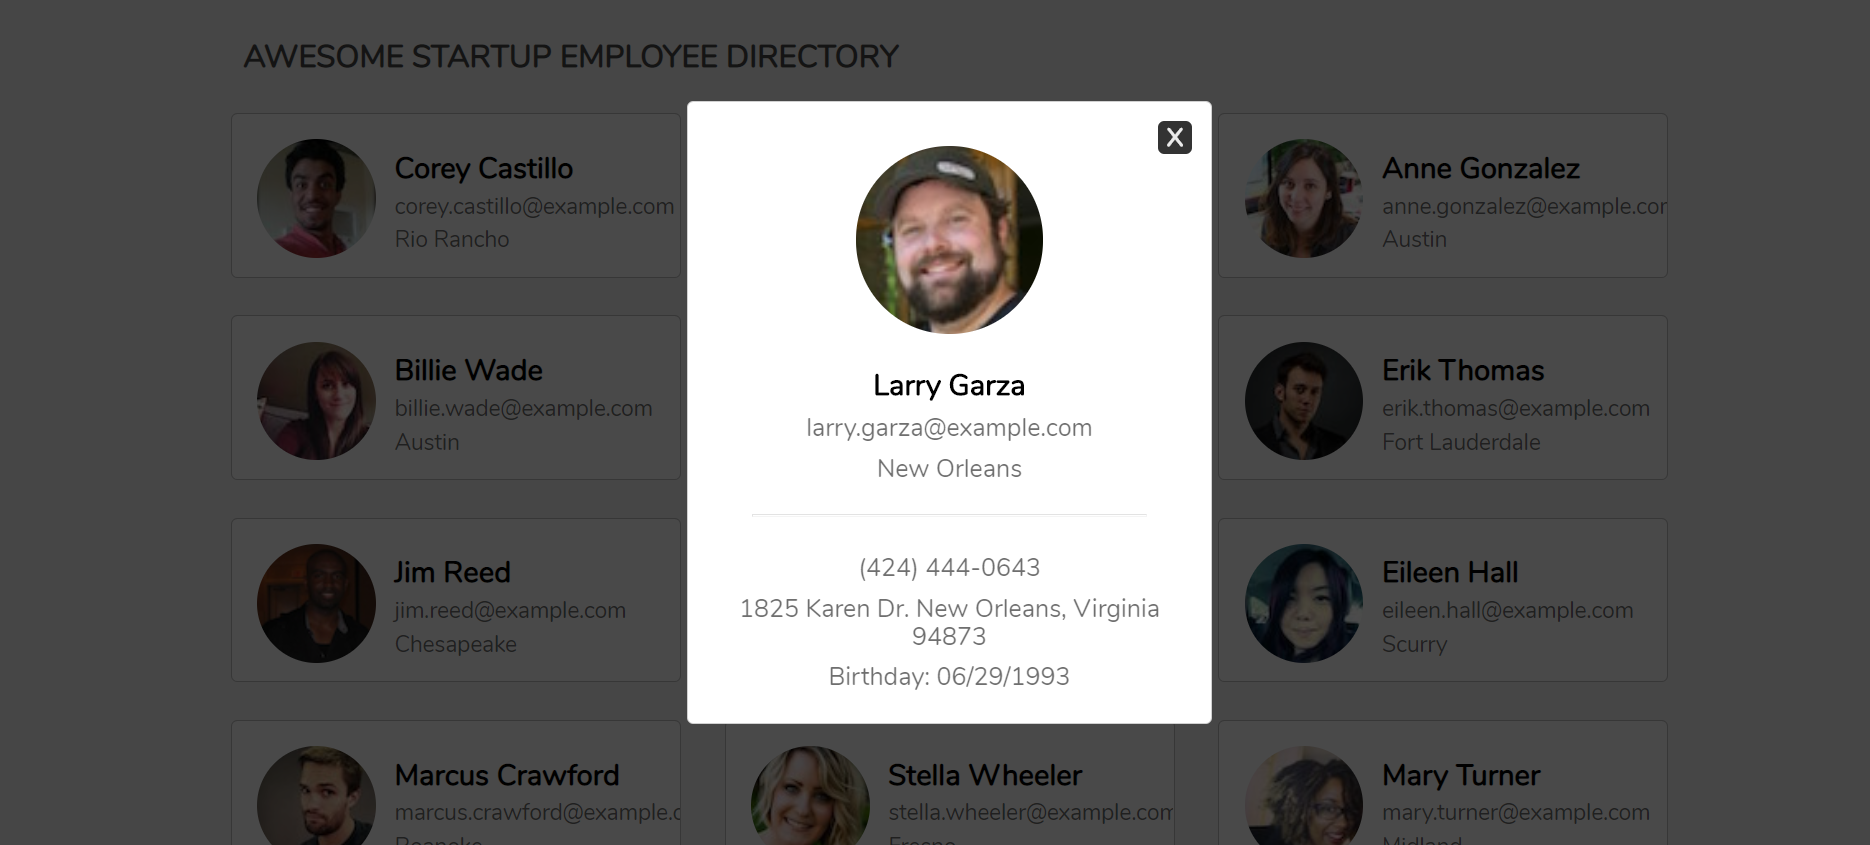 AWESOME STARTUP EMPLOYEE DIRECTORY
Corey Castillo
corey.castillo@example.com
Rio Rancho
X
Larry Garza
larry.garza@example.com
New Orleans
(424) 444-0643
1825 Karen Dr. New Orleans, Virginia
94873
Birthday: 06/29/1993
Anne Gonzalez
anne.gonzalez@example.cor
Austin
Billie Wade
billie.wade@example.com
Austin
Erik Thomas
erik.thomas@example.com
Fort Lauderdale
Jim Reed
jim.reed@example.com
Chesapeake
Eileen Hall
eileen.hall@example.com
Scurry
Marcus Crawford
marcus.crawford@example.c
Roanoke
Stella Wheeler
stella.wheeler@example.com
Fresno
Mary Turner
mary.turner@example.com
Midland